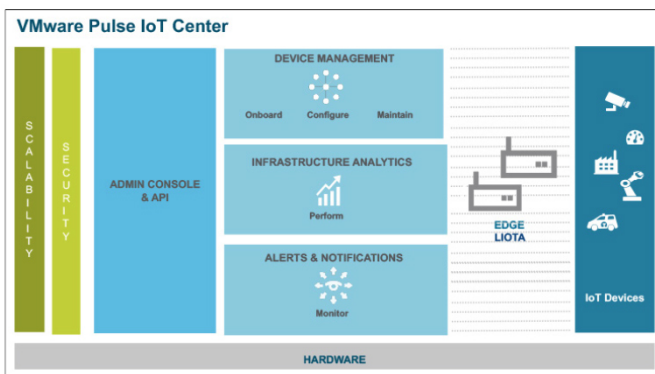 VMware Pulse IoT Center
SCALABILITY
SECURITY
ADMIN CONSOLE
& API
DEVICE MANAGEMENT
Onboard Configure Maintain
INFRASTRUCTURE ANALYTICS
Perform
ALERTS & NOTIFICATIONS
Monitor
EDGE
LIOTA
IoT Devices
HARDWARE